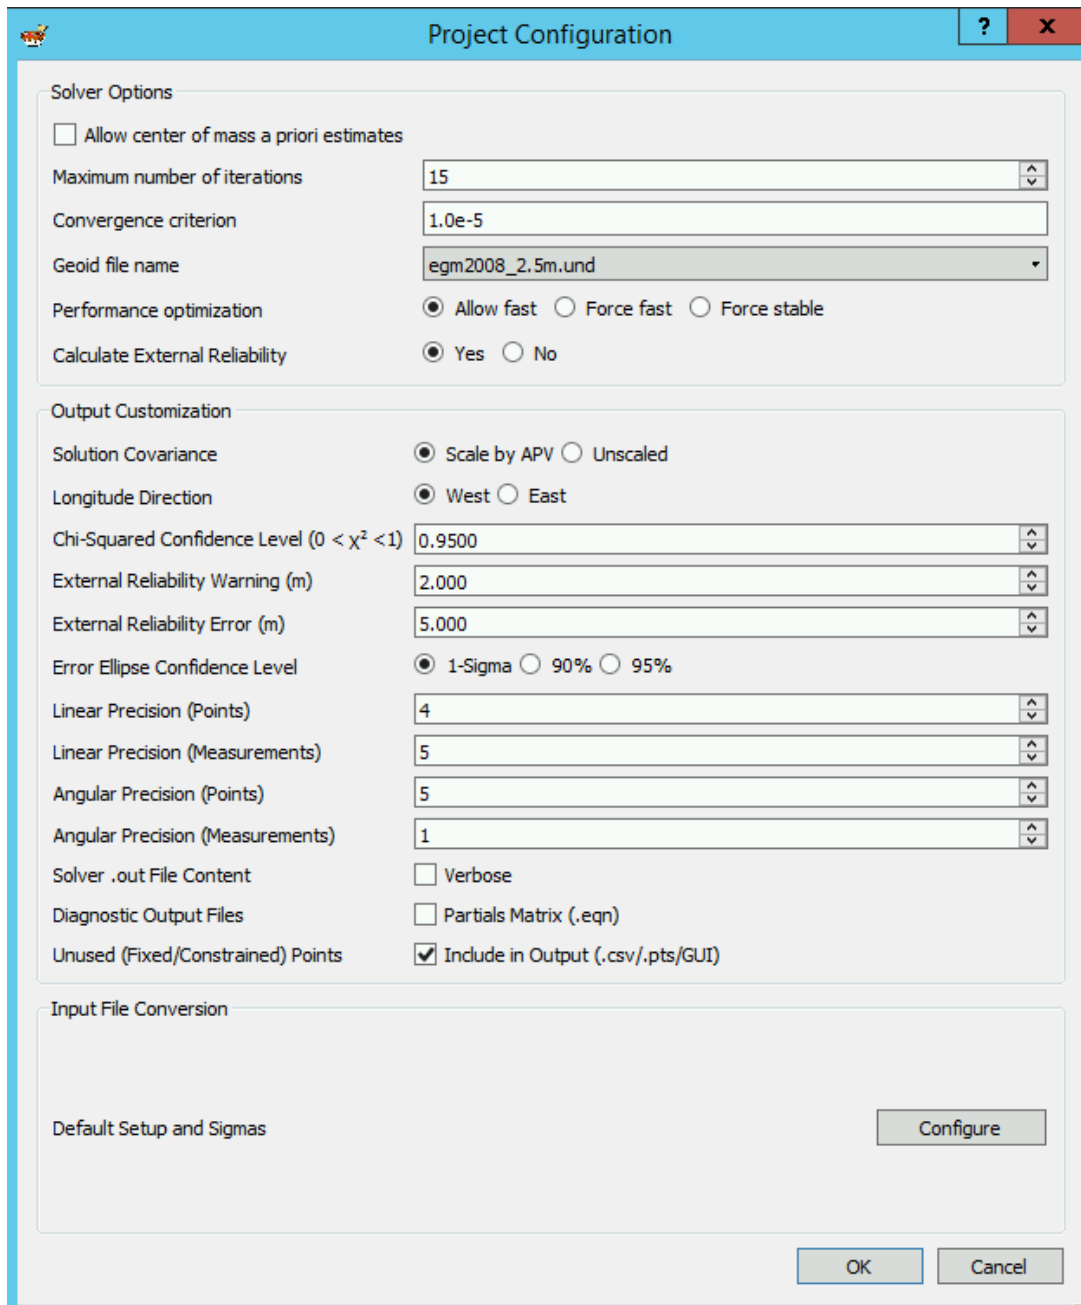 Project Configuration ? x
Solver Options
Allow center of mass a priori estimates
Maximum number of iterations 15
Convergence criterion 1.0e-5
Geoid file name egm2008_2.5m.und
Performance optimization Allow fast Force fast Force stable
Calculate External Reliability Yes No
Output Customization
Solution Covariance Scale by APV Unscaled
Longitude Direction West East
Chi-Squared Confidence Level (0 < χ² <1) 0.9500
External Reliability Warning (m) 2.000
External Reliability Error (m) 5.000
Error Ellipse Confidence Level 1-Sigma 90% 95%
Linear Precision (Points) 4
Linear Precision (Measurements) 5
Angular Precision (Points) 5
Angular Precision (Measurements) 1
Solver .out File Content Verbose
Diagnostic Output Files Partials Matrix (.eqn)
Unused (Fixed/Constrained) Points Include in Output (.csv/.pts/GUI)
Input File Conversion
Default Setup and Sigmas Configure
OK Cancel